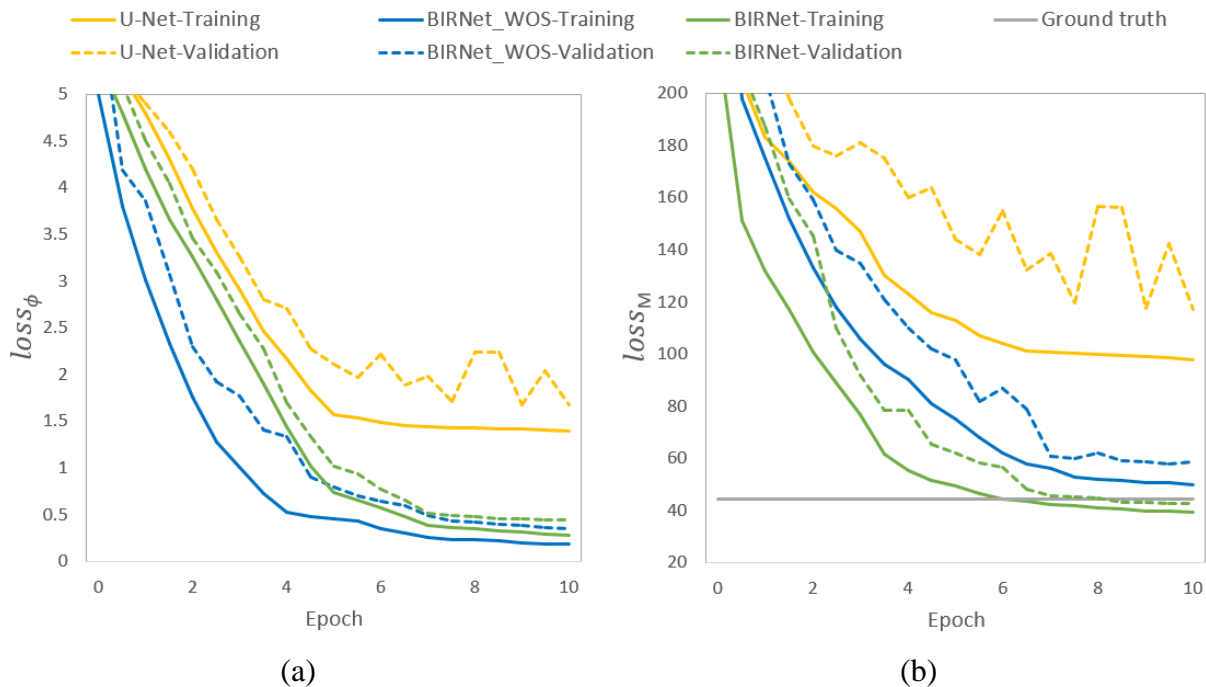 U-Net-Training BIRNet_WOS-Training BIRNet-Training Ground truth
U-Net-Validation BIRNet_WOS-Validation BIRNet-Validation
5
4.5
4
3.5
3
2.5
2
1.5
1
0.5
0
loss_ϕ
0 2 4 6 8 10
Epoch
(a)
200
180
160
140
120
100
80
60
40
20
loss_M
0 2 4 6 8 10
Epoch
(b)